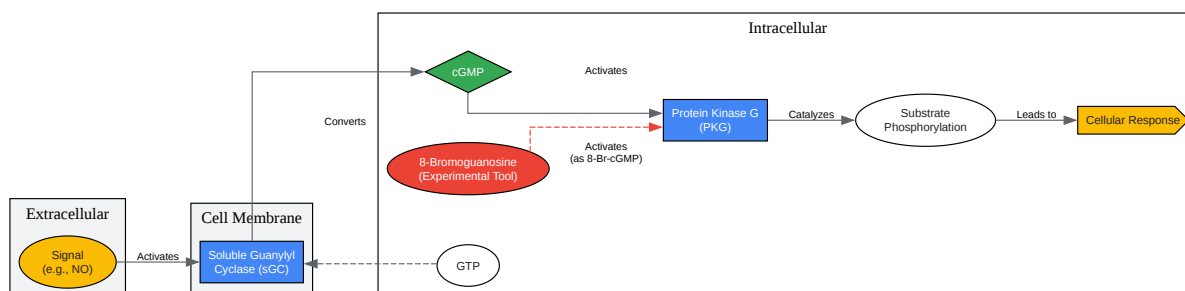 Intracellular
cGMP
Activates
Converts
Protein Kinase G
(PKG)
Catalyzes
Substrate
Phosphorylation
Leads to
Cellular Response
Activates
(as 8-Br-cGMP)
8-Bromoguanosine
(Experimental Tool)
Extracellular
Cell Membrane
Signal
(e.g., NO)
Activates
Soluble Guanylyl
Cyclase (sGC)
GTP